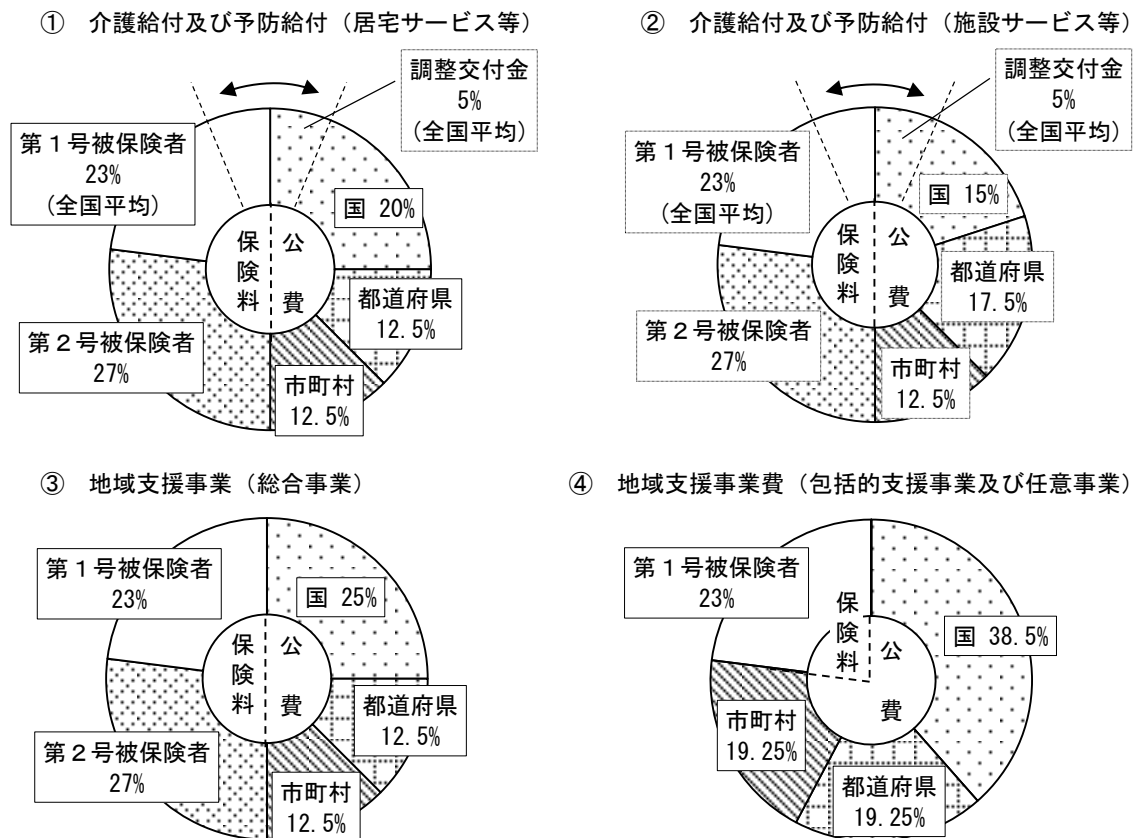 ① 介護給付及び予防給付（居宅サービス等）
調整交付金
5%
(全国平均)
第１号被保険者
23%
(全国平均)
国 20%
保険料
公費
都道府県
12.5%
第２号被保険者
27%
市町村
12.5%
② 介護給付及び予防給付（施設サービス等）
調整交付金
5%
(全国平均)
第１号被保険者
23%
(全国平均)
国 15%
保険料
公費
都道府県
17.5%
第２号被保険者
27%
市町村
12.5%
③ 地域支援事業（総合事業）
第１号被保険者
23%
国 25%
保険料
公費
都道府県
12.5%
第２号被保険者
27%
市町村
12.5%
④ 地域支援事業費（包括的支援事業及び任意事業）
第１号被保険者
23%
保険料
公費
国 38.5%
市町村
19.25%
都道府県
19.25%